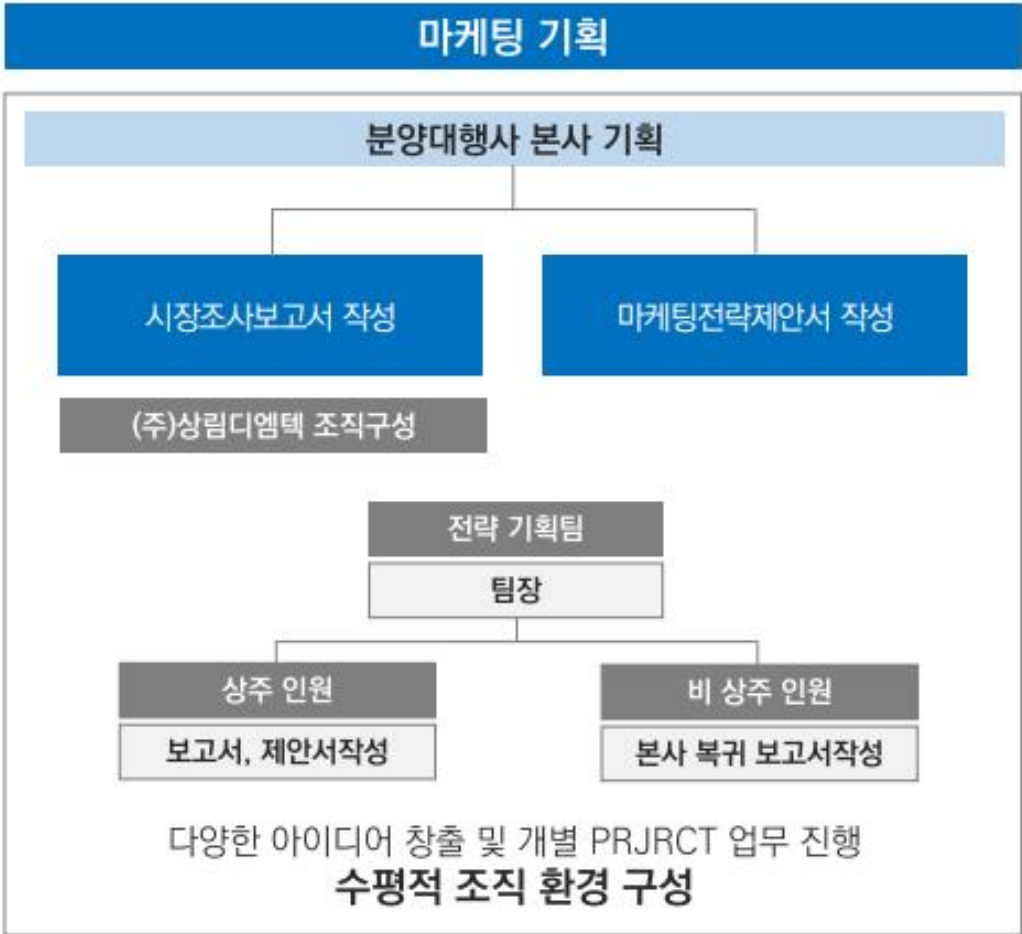 마케팅 기획
분양대행사 본사 기획
시장조사보고서 작성
마케팅전략제안서 작성
(주)상림디엠텍 조직구성
전략 기획팀
팀장
상주 인원
비 상주 인원
보고서, 제안서작성
본사 복귀 보고서작성
다양한 아이디어 창출 및 개별 PRJRCT 업무 진행
수평적 조직 환경 구성